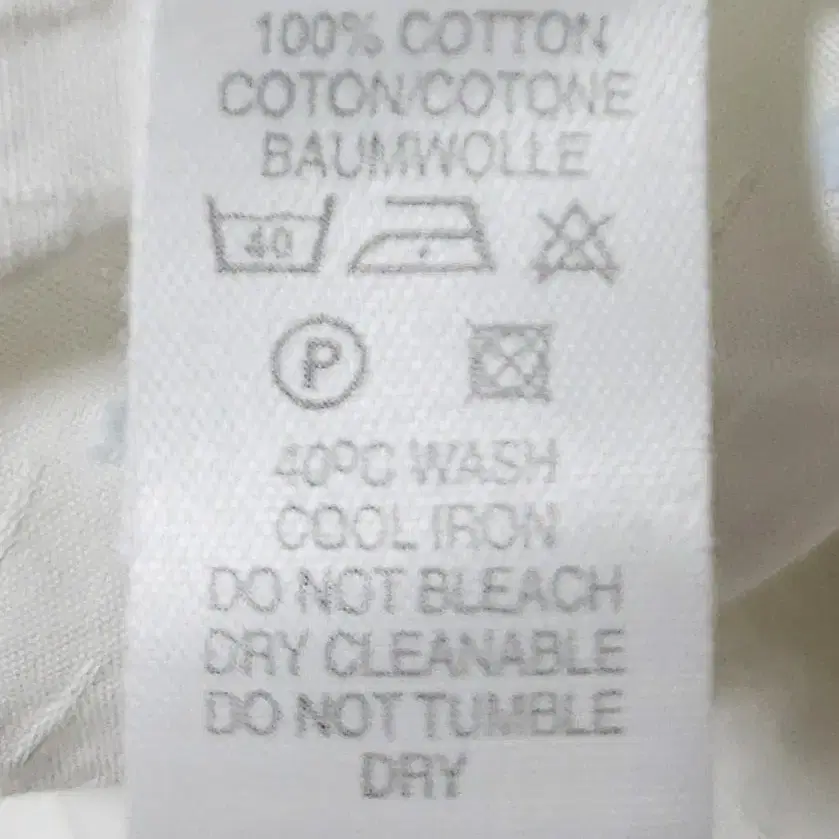 100% COTTON
COTON/COTONE
BAUMWOLLE
40
P
40ºC WASH
COOL IRON
DO NOT BLEACH
DRY CLEANABLE
DO NOT TUMBLE
DRY